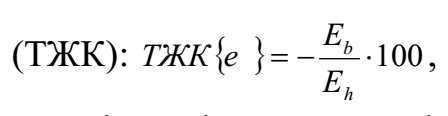 (ТЖК): ТЖК{e } = −E_b/E_h · 100,